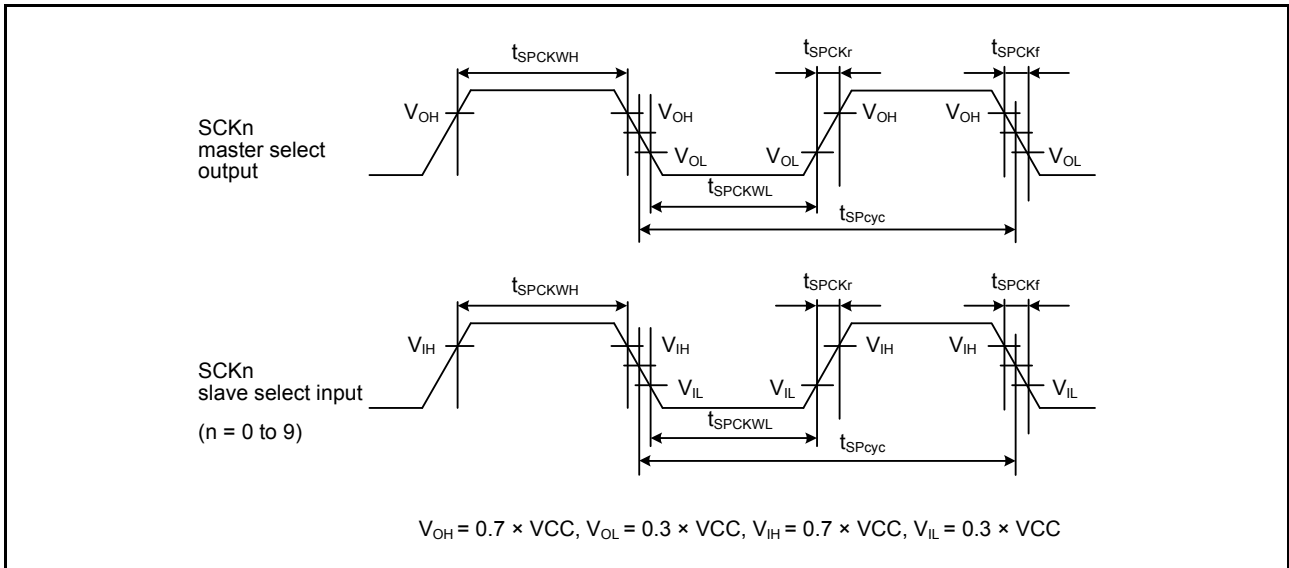 tSPCKWH
tSPCKr
tSPCKf
VOH
VOH
VOH
VOH
SCKn
master select
output
VOL
VOL
VOL
tSPCKWL
tSPcyc
tSPCKWH
tSPCKr
tSPCKf
VIH
VIH
VIH
VIH
SCKn
slave select input
(n = 0 to 9)
VIL
VIL
VIL
tSPCKWL
tSPcyc
VOH = 0.7 × VCC, VOL = 0.3 × VCC, VIH = 0.7 × VCC, VIL = 0.3 × VCC